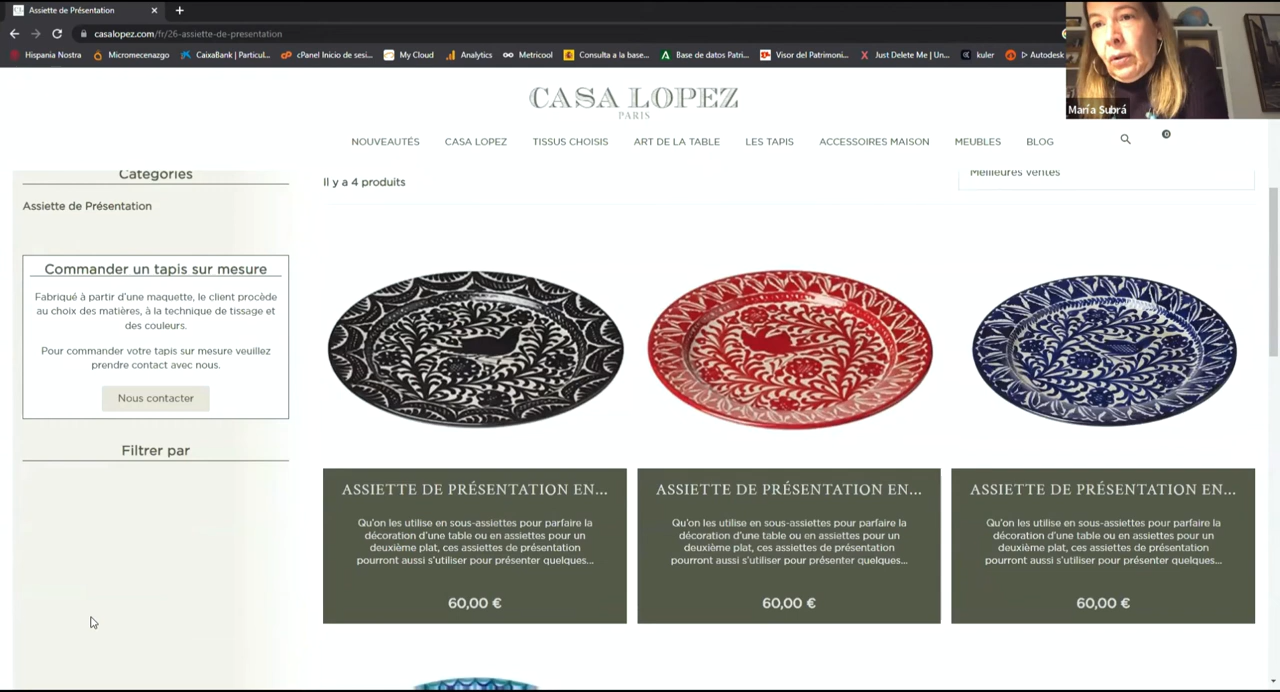 Assiette de Présentation
casalopez.com/fr/26-assiette-de-presentation
Hispania Nostra
Micromecenazgo
CaixaBank | Particul...
cPanel Inicio de sesi...
My Cloud
Analytics
Metricool
Consulta a la base...
Base de datos Patri...
Visor del Patrimoni...
Just Delete Me | Un...
kuler
Autodesk
María Subrá
CASA LOPEZ
PARIS
NOUVEAUTÉS
CASA LOPEZ
TISSUS CHOISIS
ART DE LA TABLE
LES TAPIS
ACCESSOIRES MAISON
MEUBLES
BLOG
0
Catégories
Assiette de Présentation
Commander un tapis sur mesure
Fabriqué à partir d'une maquette, le client procède
au choix des matières, à la technique de tissage et
des couleurs.
Pour commander votre tapis sur mesure veuillez
prendre contact avec nous.
Nous contacter
Filtrer par
Il y a 4 produits
Meilleures ventes
ASSIETTE DE PRÉSENTATION EN...
Qu'on les utilise en sous-assiettes pour parfaire la
décoration d'une table ou en assiettes pour un
deuxième plat, ces assiettes de présentation
pourront aussi s'utiliser pour présenter quelques...
60,00 €
ASSIETTE DE PRÉSENTATION EN...
Qu'on les utilise en sous-assiettes pour parfaire la
décoration d'une table ou en assiettes pour un
deuxième plat, ces assiettes de présentation
pourront aussi s'utiliser pour présenter quelques...
60,00 €
ASSIETTE DE PRÉSENTATION EN...
Qu'on les utilise en sous-assiettes pour parfaire la
décoration d'une table ou en assiettes pour un
deuxième plat, ces assiettes de présentation
pourront aussi s'utiliser pour présenter quelques...
60,00 €